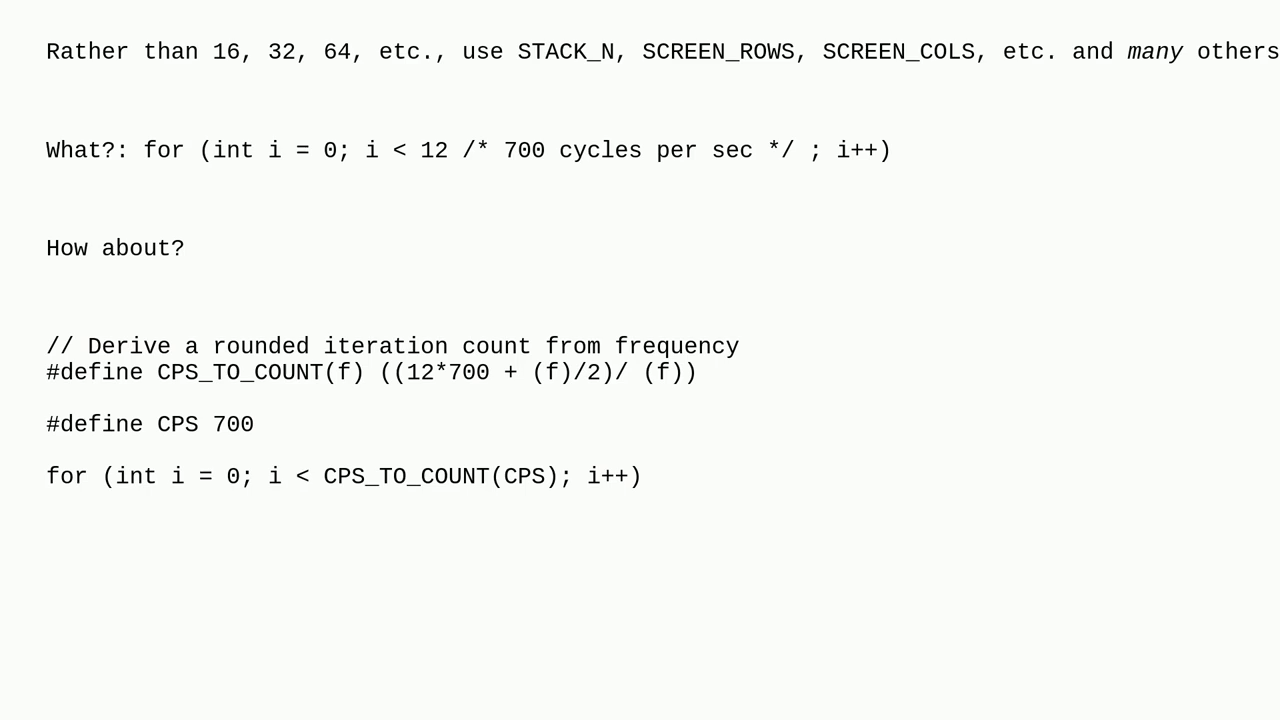 Rather than 16, 32, 64, etc., use STACK_N, SCREEN_ROWS, SCREEN_COLS, etc. and many others
What?: for (int i = 0; i < 12 /* 700 cycles per sec */ ; i++)
How about?
// Derive a rounded iteration count from frequency
#define CPS_TO_COUNT(f) ((12*700 + (f)/2)/ (f))
#define CPS 700
for (int i = 0; i < CPS_TO_COUNT(CPS); i++)